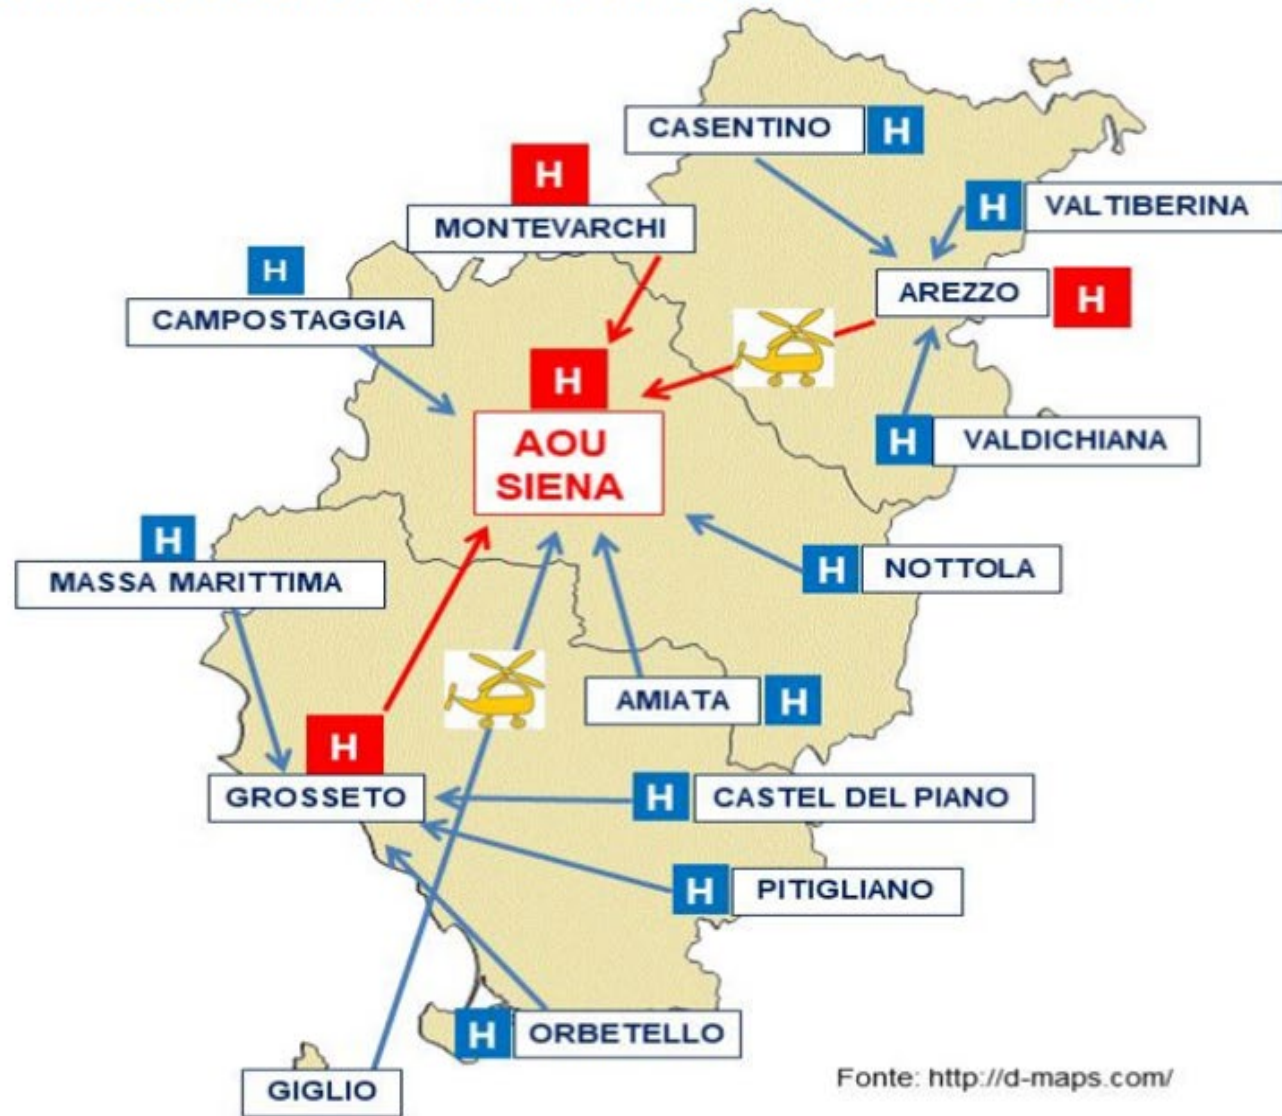 CASENTINO H
H
MONTEVARCHI
H VALTIBERINA
H
CAMPOSTAGGIA
AREZZO H
H
AOU
SIENA
H VALDICHIANA
H
MASSA MARITTIMA
H NOTTOLA
AMIATA H
H
GROSSETO
H CASTEL DEL PIANO
H PITIGLIANO
H ORBETELLO
GIGLIO
Fonte: http://d-maps.com/